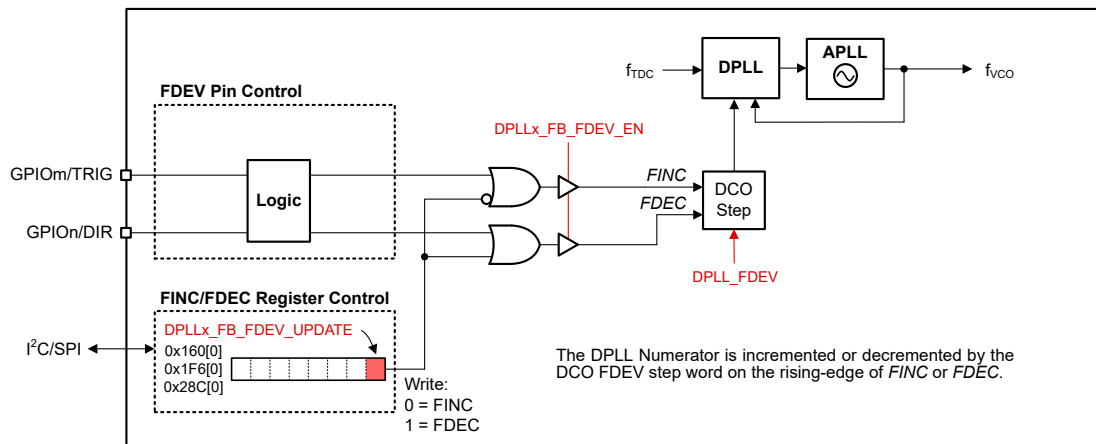 f_TDC
DPLL
APLL
f_VCO
FDEV Pin Control
DPLLx_FB_FDEV_EN
GPIOm/TRIG
Logic
FINC
DCO
Step
FDEC
GPIOn/DIR
DPLL_FDEV
FINC/FDEC Register Control
DPLLx_FB_FDEV_UPDATE
I²C/SPI
0x160[0]
0x1F6[0]
0x28C[0]
Write:
0 = FINC
1 = FDEC
The DPLL Numerator is incremented or decremented by the
DCO FDEV step word on the rising-edge of FINC or FDEC.